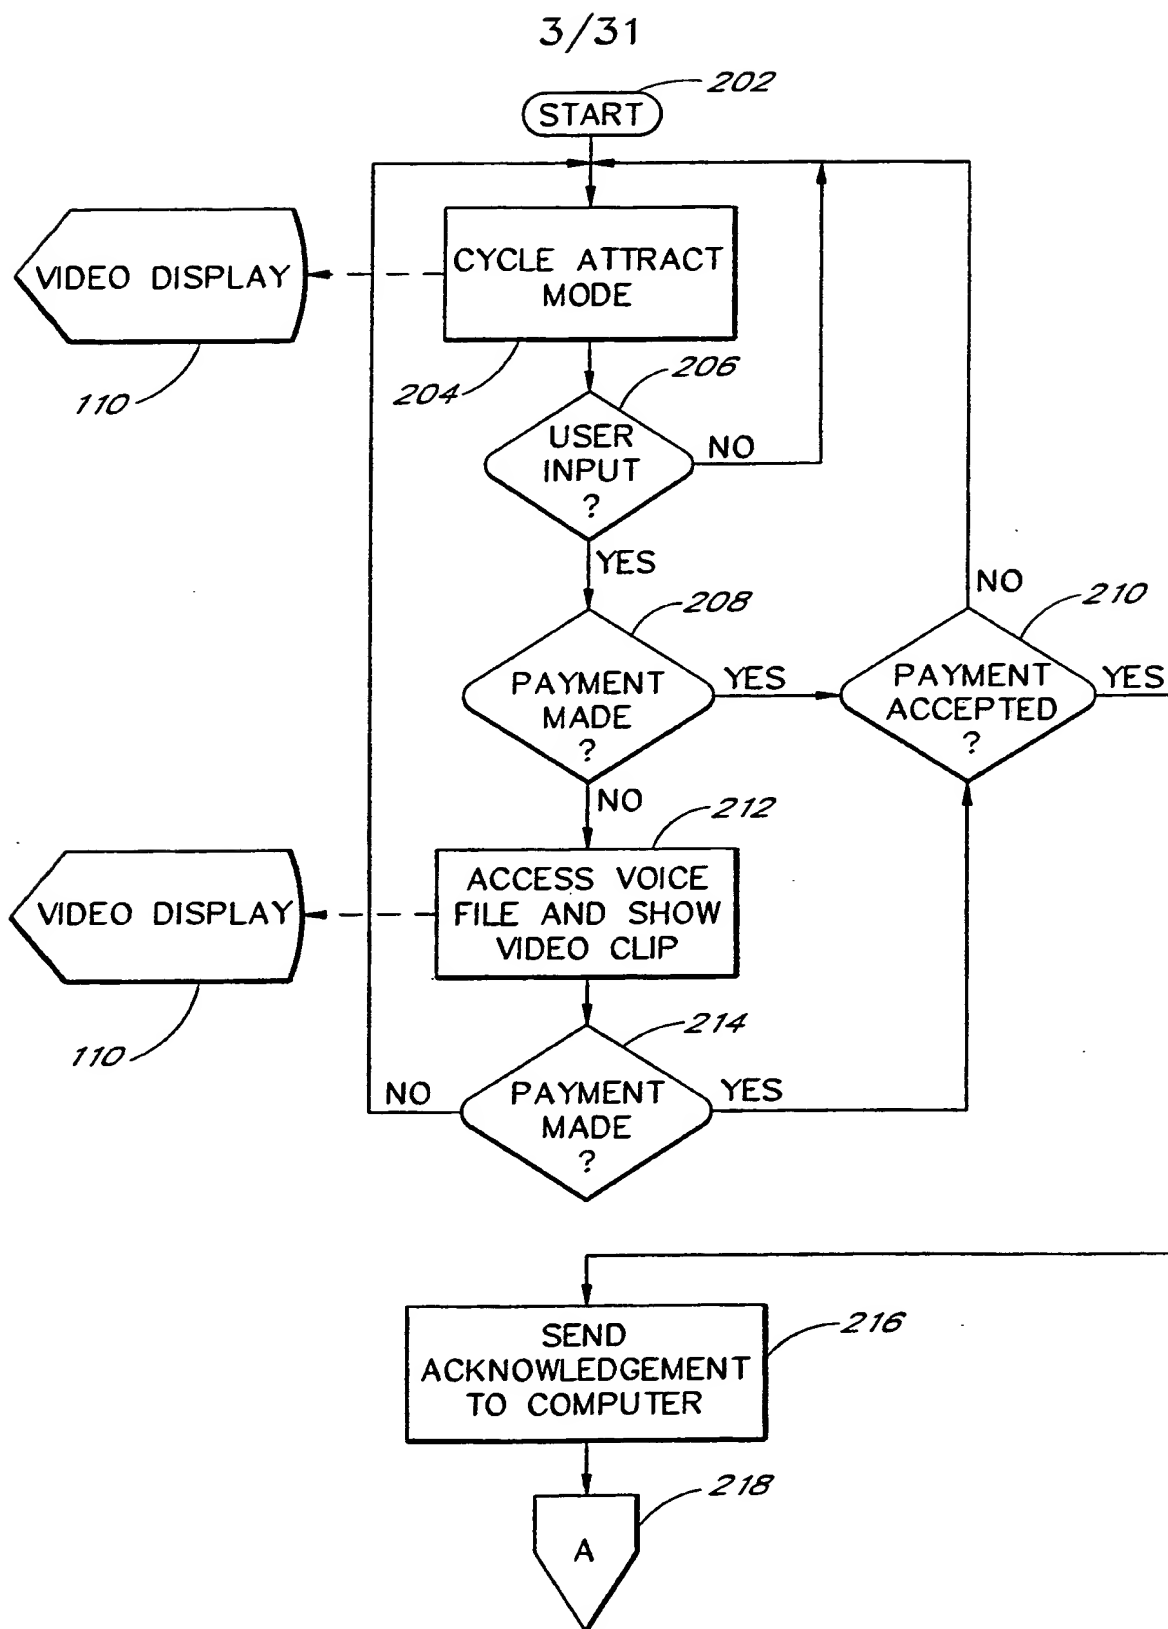 3/31
202
START
CYCLE ATTRACT
MODE
VIDEO DISPLAY
110
204
206
USER
INPUT
?
NO
YES
208
PAYMENT
MADE
?
YES
NO
210
PAYMENT
ACCEPTED
?
YES
NO
212
ACCESS VOICE
FILE AND SHOW
VIDEO CLIP
VIDEO DISPLAY
110
214
PAYMENT
MADE
?
NO
YES
SEND
ACKNOWLEDGEMENT
TO COMPUTER
216
218
A